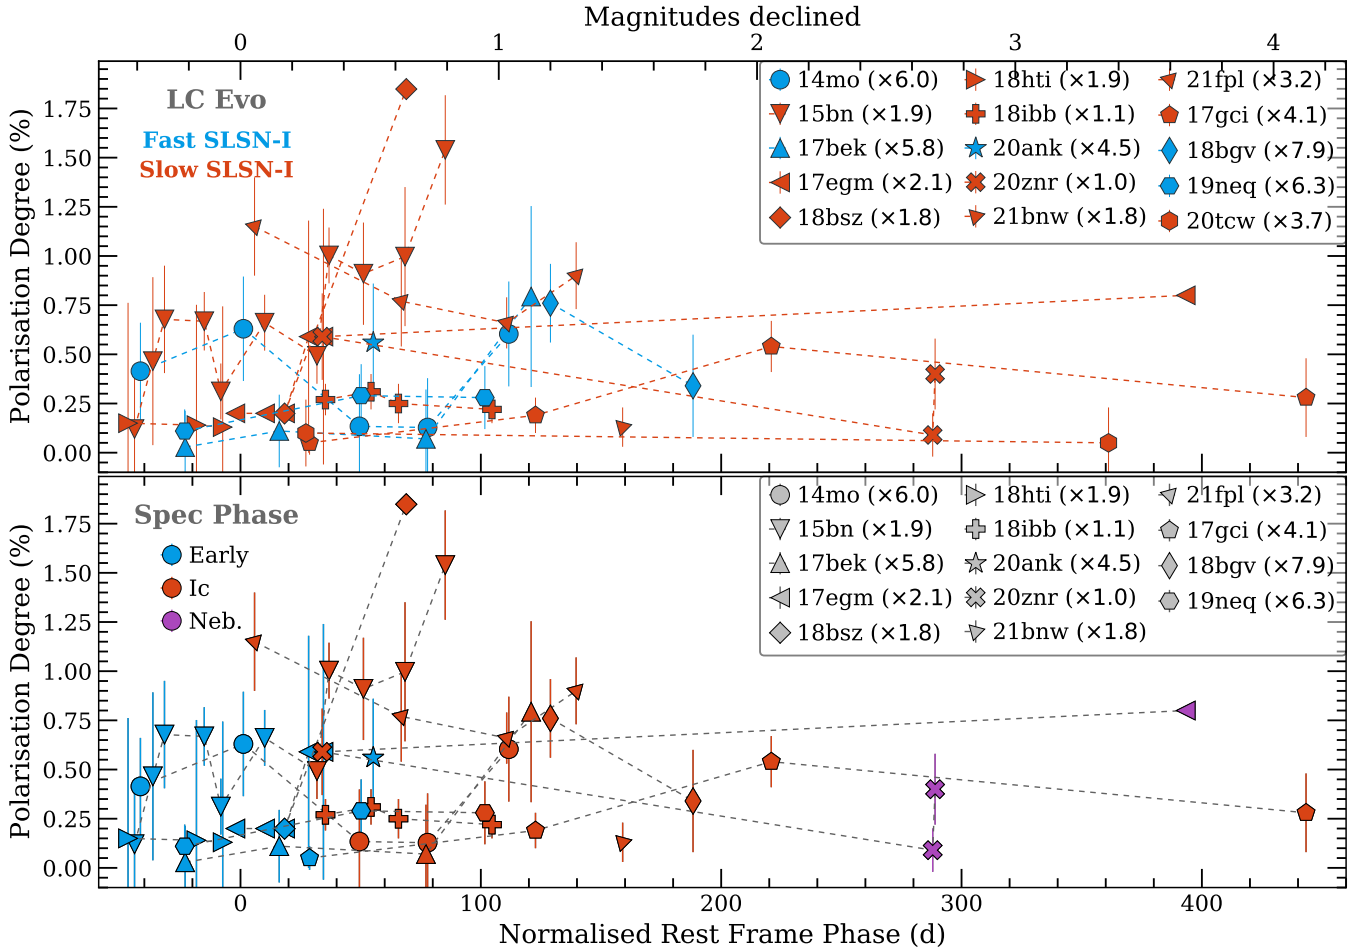 Magnitudes declined
0 1 2 3 4
Polarisation Degree (%)
1.75
1.50
1.25
1.00
0.75
0.50
0.25
0.00
LC Evo
Fast SLSN-I
Slow SLSN-I
14mo (×6.0)
15bn (×1.9)
17bek (×5.8)
17egm (×2.1)
18bsz (×1.8)
18hti (×1.9)
18ibb (×1.1)
20ank (×4.5)
20znr (×1.0)
21bnw (×1.8)
21fpl (×3.2)
17gci (×4.1)
18bgv (×7.9)
19neq (×6.3)
20tcw (×3.7)
Polarisation Degree (%)
1.75
1.50
1.25
1.00
0.75
0.50
0.25
0.00
Spec Phase
Early
Ic
Neb.
14mo (×6.0)
15bn (×1.9)
17bek (×5.8)
17egm (×2.1)
18bsz (×1.8)
18hti (×1.9)
18ibb (×1.1)
20ank (×4.5)
20znr (×1.0)
21bnw (×1.8)
21fpl (×3.2)
17gci (×4.1)
18bgv (×7.9)
19neq (×6.3)
0 100 200 300 400
Normalised Rest Frame Phase (d)